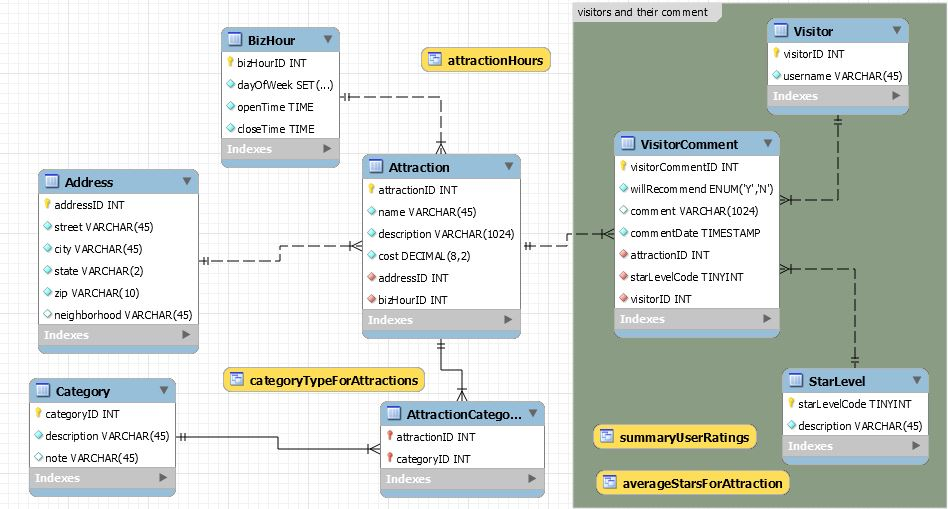 visitors and their comment
BizHour
bizHourID INT
dayOfWeek SET(...)
openTime TIME
closeTime TIME
Indexes
attractionHours
Visitor
visitorID INT
username VARCHAR(45)
Indexes
Address
addressID INT
street VARCHAR(45)
city VARCHAR(45)
state VARCHAR(2)
zip VARCHAR(10)
neighborhood VARCHAR(45)
Indexes
Attraction
attractionID INT
name VARCHAR(45)
description VARCHAR(1024)
cost DECIMAL(8,2)
addressID INT
bizHourID INT
Indexes
VisitorComment
visitorCommentID INT
willRecommend ENUM('Y','N')
comment VARCHAR(1024)
commentDate TIMESTAMP
attractionID INT
starLevelCode TINYINT
visitorID INT
Indexes
Category
categoryID INT
description VARCHAR(45)
note VARCHAR(45)
Indexes
categoryTypeForAttractions
AttractionCatego...
attractionID INT
categoryID INT
Indexes
StarLevel
starLevelCode TINYINT
description VARCHAR(45)
Indexes
summaryUserRatings
averageStarsForAttraction